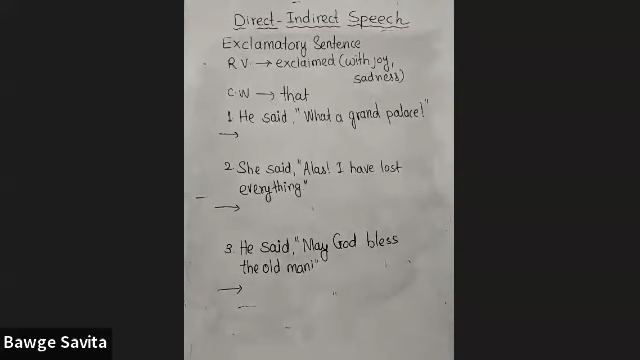 Direct-Indirect Speech
Exclamatory Sentence
R V → exclaimed (with joy,
sadness)
C.W → that
1. He said, "What a grand palace!"
→
2. She said, "Alas! I have lost
everything"
→
3. He said, "May God bless
the old man!"
→
Bawge Savita